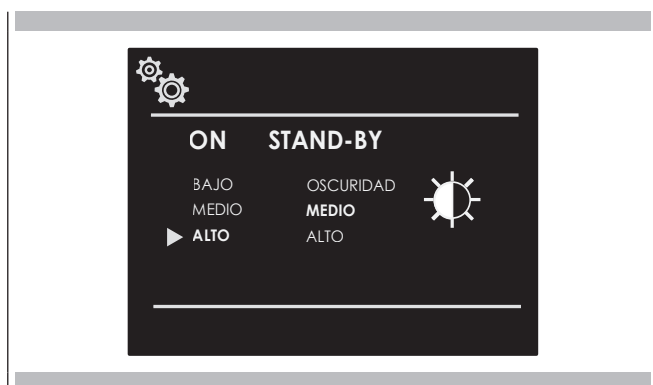 ON STAND-BY
BAJO OSCURIDAD
MEDIO MEDIO
ALTO ALTO